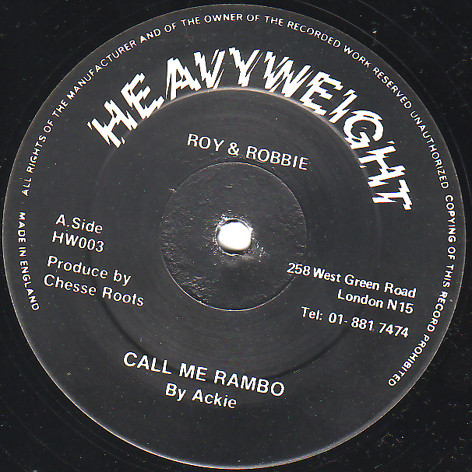 ALL RIGHTS OF THE MANUFACTURER AND OF THE OWNER OF THE RECORDED WORK RESERVED UNAUTHORIZED COPYING OF THIS RECORD PROHIBITED
HEAVYWEIGHT
ROY & ROBBIE
A.Side
HW003
Produce by
Chesse Roots
258 West Green Road
London N15
Tel: 01- 881 7474
CALL ME RAMBO
By Ackie
MADE IN ENGLAND